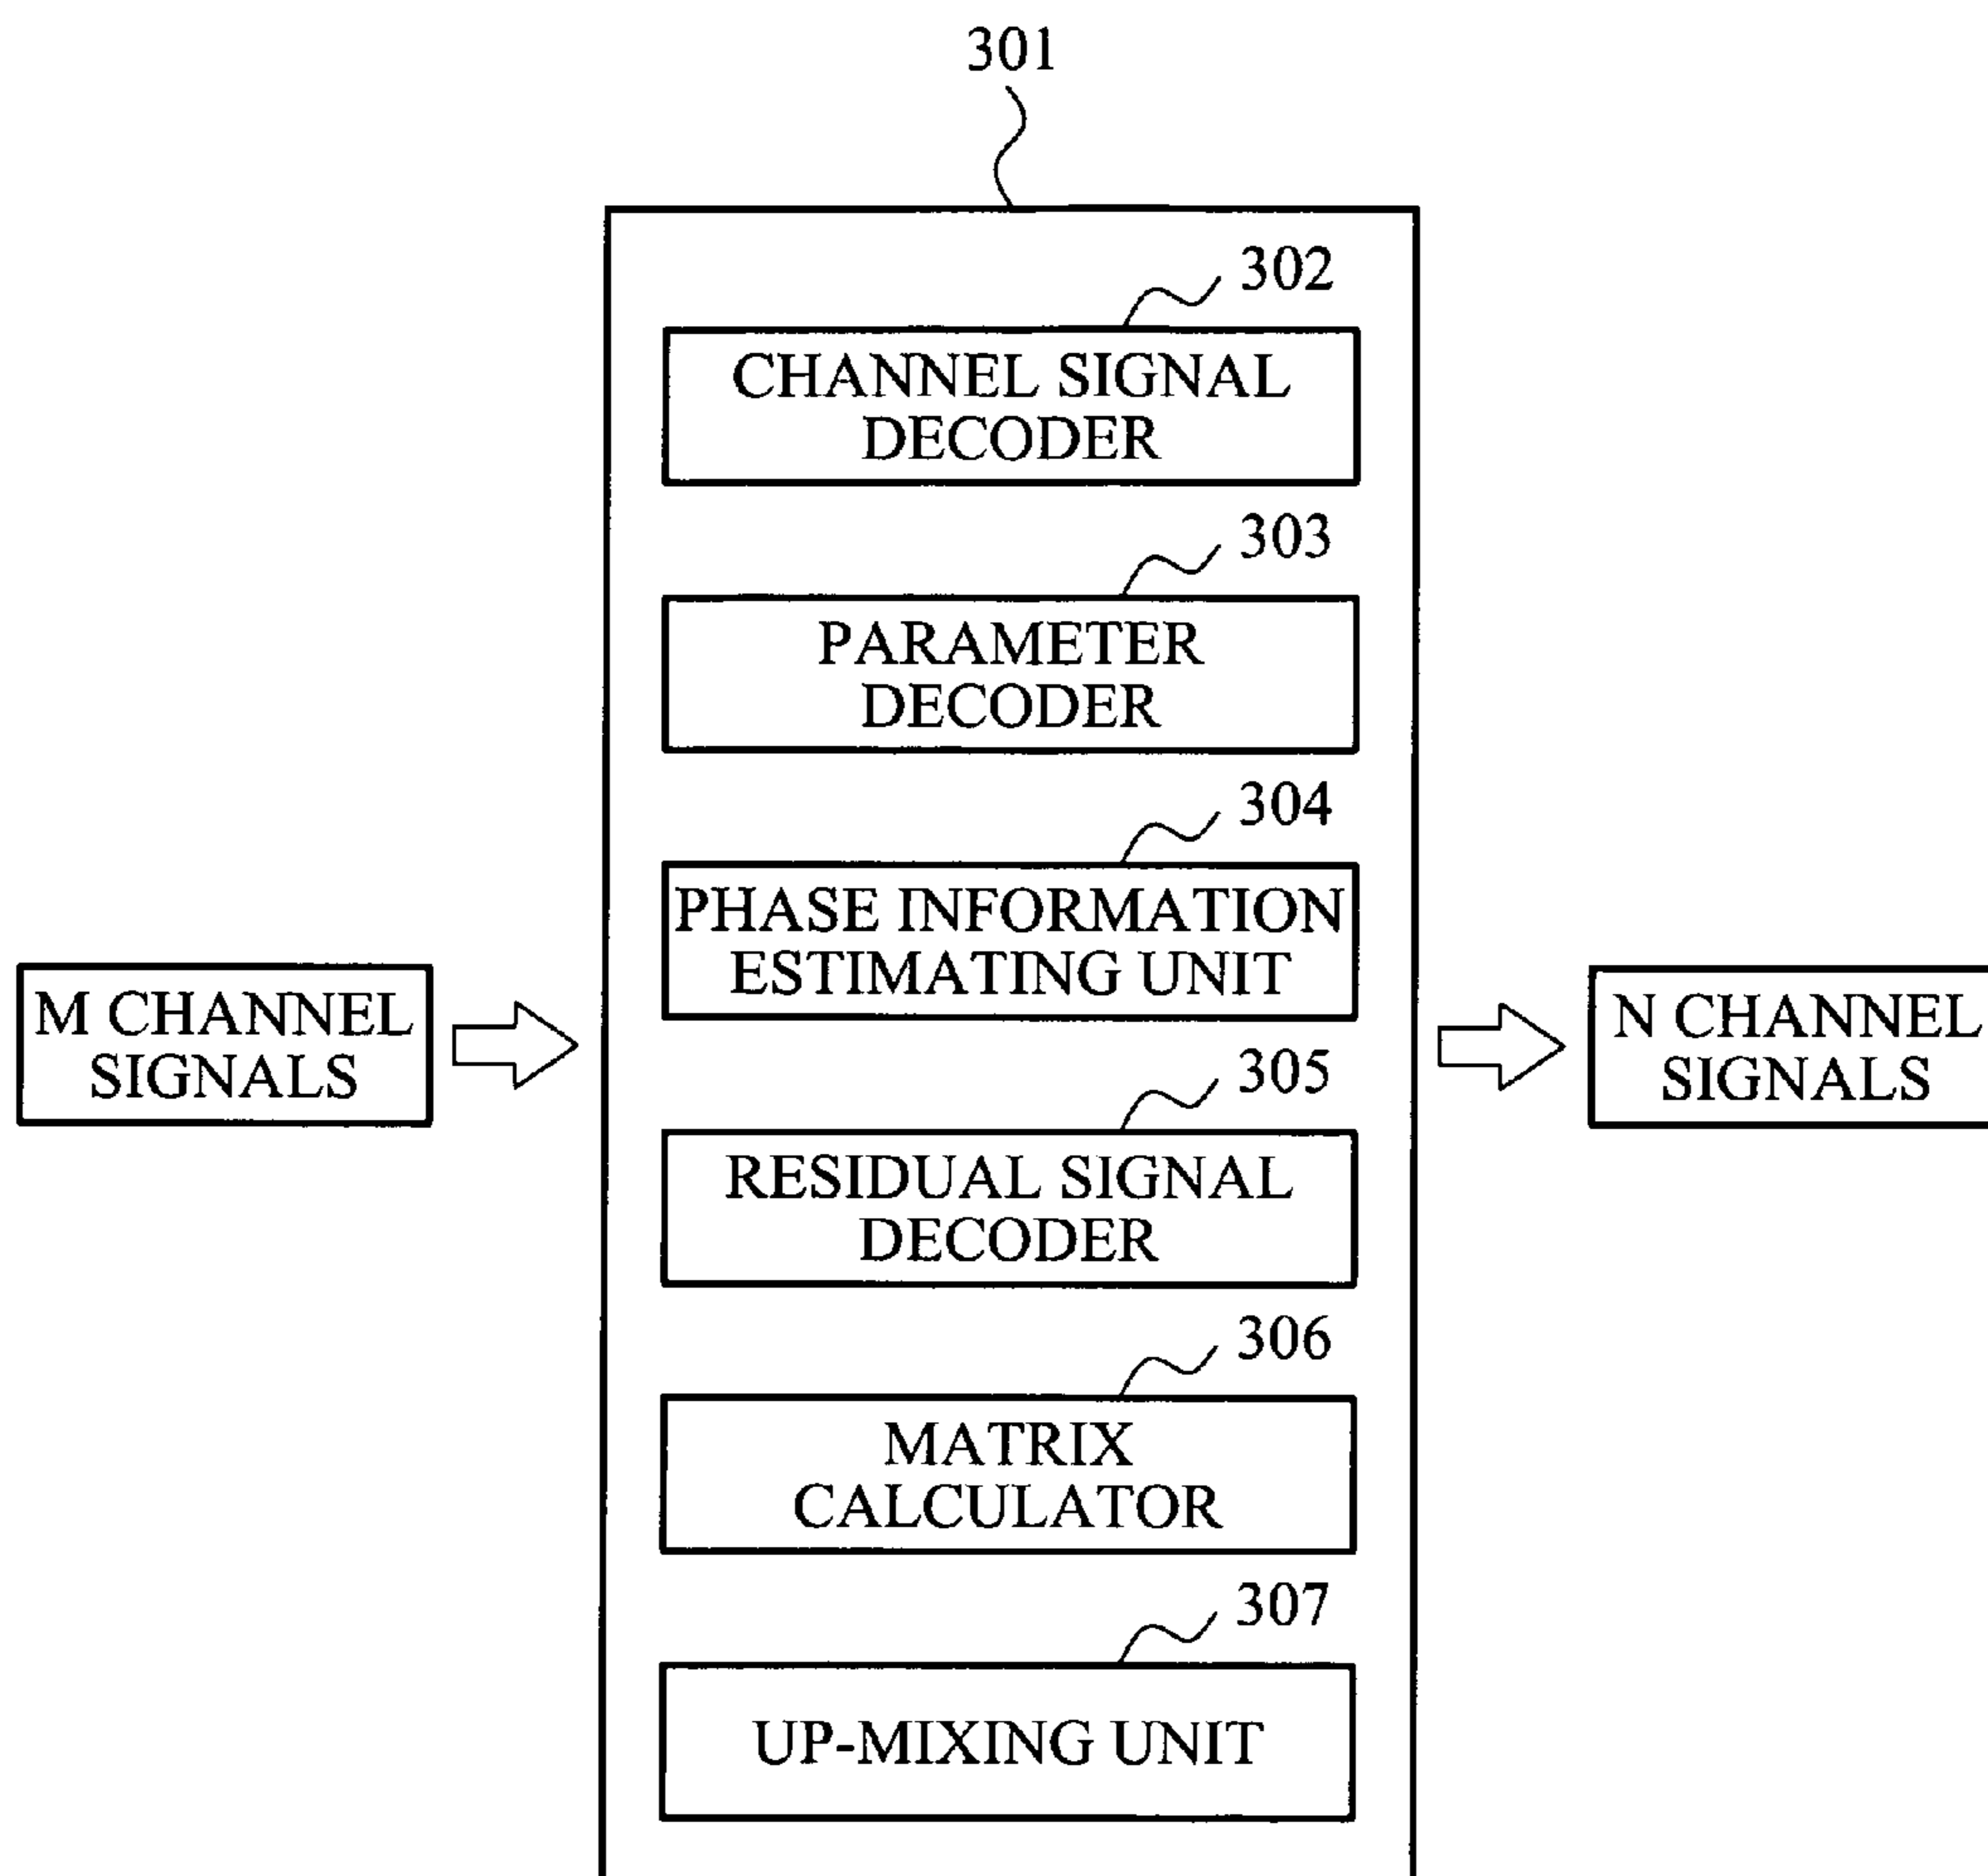 301
302
CHANNEL SIGNAL
DECODER
303
PARAMETER
DECODER
304
PHASE INFORMATION
ESTIMATING UNIT
M CHANNEL
SIGNALS
N CHANNEL
SIGNALS
305
RESIDUAL SIGNAL
DECODER
306
MATRIX
CALCULATOR
307
UP-MIXING UNIT